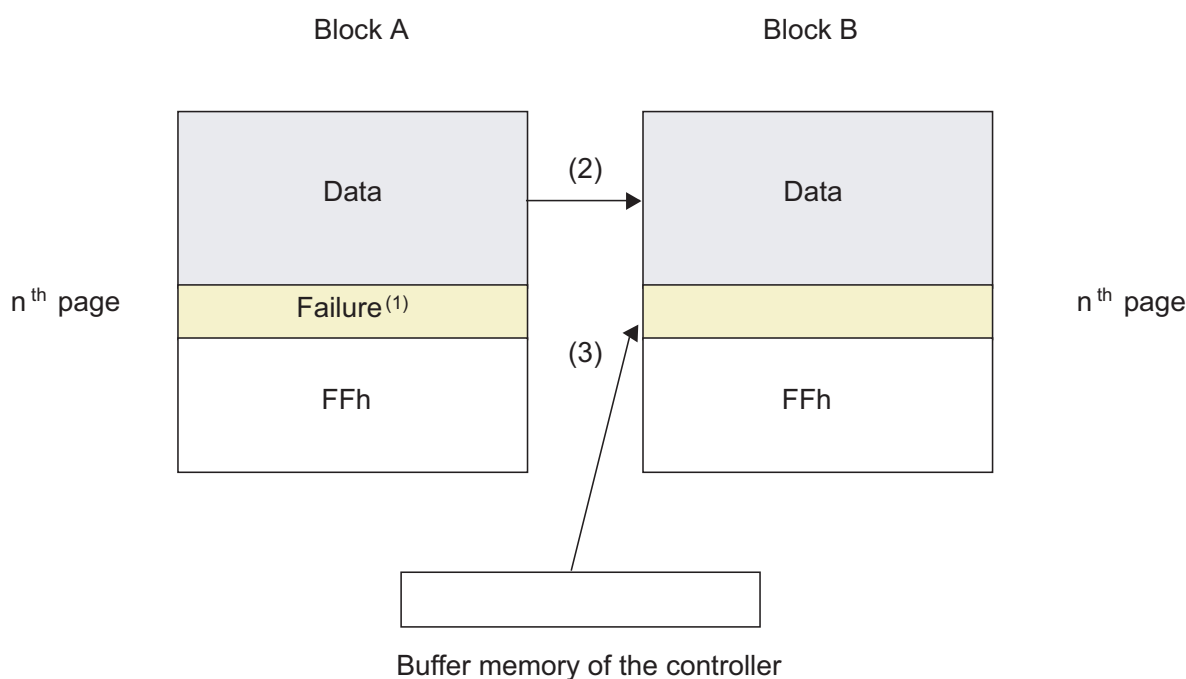 Block A
Block B
Data
(2)
Data
n th page
Failure (1)
n th page
(3)
FFh
FFh
Buffer memory of the controller